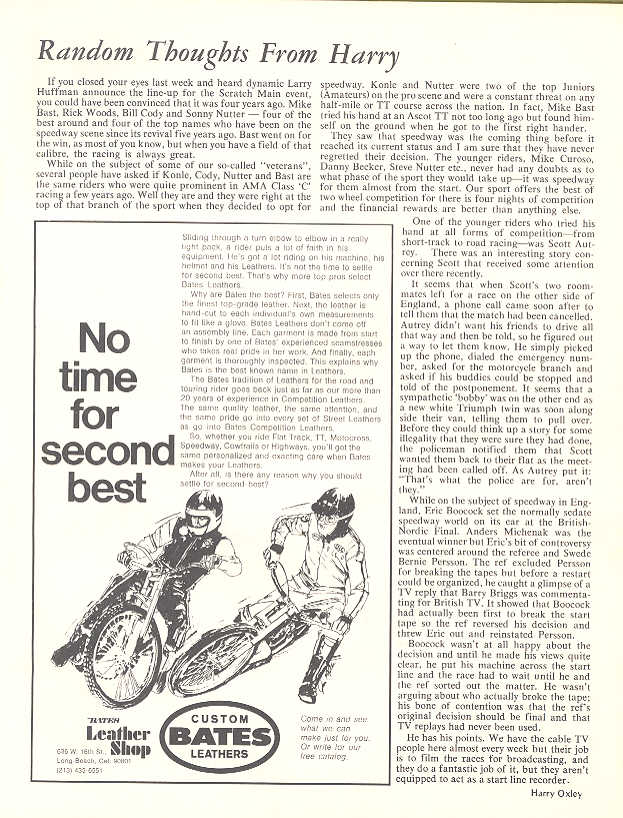 Random Thoughts From Harry
If you closed your eyes last week and heard dynamic Larry
Huffman announce the line-up for the Scratch Main event,
you could have been convinced that it was four years ago. Mike
Bast, Rick Woods, Bill Cody and Sonny Nutter — four of the
best around and four of the top names who have been on the
speedway scene since its revival five years ago. Bast went on for
the win, as most of you know, but when you have a field of that
calibre, the racing is always great.
While on the subject of some of our so-called "veterans",
several people have asked if Konle, Cody, Nutter and Bast are
the same riders who were quite prominent in AMA Class 'C'
racing a few years ago. Well they are and they were right at the
top of that branch of the sport when they decided to opt for
speedway. Konle and Nutter were two of the top Juniors
(Amateurs) on the pro scene and were a constant threat on any
half-mile or TT course across the nation. In fact, Mike Bast
tried his hand at an Ascot TT not too long ago but found him-
self on the ground when he got to the first right hander.
They saw that speedway was the coming thing before it
reached its current status and I am sure that they have never
regretted their decision. The younger riders, Mike Curoso,
Danny Becker, Steve Nutter etc., never had any doubts as to
what phase of the sport they would take up—it was speedway
for them almost from the start. Our sport offers the best of
two wheel competition for there is four nights of competition
and the financial rewards are better than anything else.
One of the younger riders who tried his
hand at all forms of competition—from
short-track to road racing—was Scott Aut-
rey. There was an interesting story con-
cerning Scott that received some attention
over there recently.
It seems that when Scott's two room-
mates left for a race on the other side of
England, a phone call came soon after to
tell them that the match had been cancelled.
Autrey didn't want his friends to drive all
that way and then be told, so he figured out
a way to let them know. He simply picked
up the phone, dialed the emergency num-
ber, asked for the motorcycle branch and
asked if his buddies could be stopped and
told of the postponement. It seems that a
sympathetic 'bobby' was on the other end as
a new white Triumph twin was soon along
side their van, telling them to pull over.
Before they could think up a story for some
illegality that they were sure they had done,
the policeman notified them that Scott
wanted them back to their flat as the meet-
ing had been called off. As Autrey put it:
"That's what the police are for, aren't
they."
While on the subject of speedway in Eng-
land, Eric Boocock set the normally sedate
speedway world on its ear at the British-
Nordic Final. Anders Michenak was the
eventual winner but Eric's bit of controversy
was centered around the referee and Swede
Bernie Persson. The ref excluded Persson
for breaking the tapes but before a restart
could be organized, he caught a glimpse of a
TV reply that Barry Briggs was commenta-
ting for British TV. It showed that Boocock
had actually been first to break the start
tape so the ref reversed his decision and
threw Eric out and reinstated Persson.
Boocock wasn't at all happy about the
decision and until he made his views quite
clear, he put his machine across the start
line and the race had to wait until he and
the ref sorted out the matter. He wasn't
arguing about who actually broke the tape;
his bone of contention was that the ref's
original decision should be final and that
TV replays had never been used.
He has his points. We have the cable TV
people here almost every week but their job
is to film the races for broadcasting, and
they do a fantastic job of it, but they aren't
equipped to act as a start line recorder.
Harry Oxley
No
time
for
second
best
Sliding through a turn elbow to elbow in a really
tight pack, a rider puts a lot of faith in his
equipment. He's got a lot riding on his machine, his
helmet and his Leathers. It's not the time to settle
for second best. That's why more top pros select
Bates Leathers.
Why are Bates the best? First, Bates selects only
the finest top-grade leather. Next, the leather is
hand-cut to each individual's own measurements
to fit like a glove. Bates Leathers don't come off
an assembly line. Each garment is made from start
to finish by one of Bates' experienced seamstresses
who takes real pride in her work. And finally, each
garment is thoroughly inspected. This explains why
Bates is the best known name in Leathers.
The Bates tradition of Leathers for the road and
touring rider goes back just as far as our more than
20 years of experience in Competition Leathers.
The same quality leather, the same attention, and
the same pride go into every set of Street Leathers
as go into Bates Competition Leathers.
So, whether you ride Flat Track, TT, Motocross,
Speedway, Cowtrails or Highways, you'll get the
same personalized and exacting care when Bates
makes your Leathers.
After all, is there any reason why you should
settle for second best?
BATES
Leather
Shop
W. 16th St.,
Long Beach, Cal. 90801
(213)
CUSTOM
BATES
LEATHERS
Come in and see
what we can
make just for you.
Or write for our
free catalog.